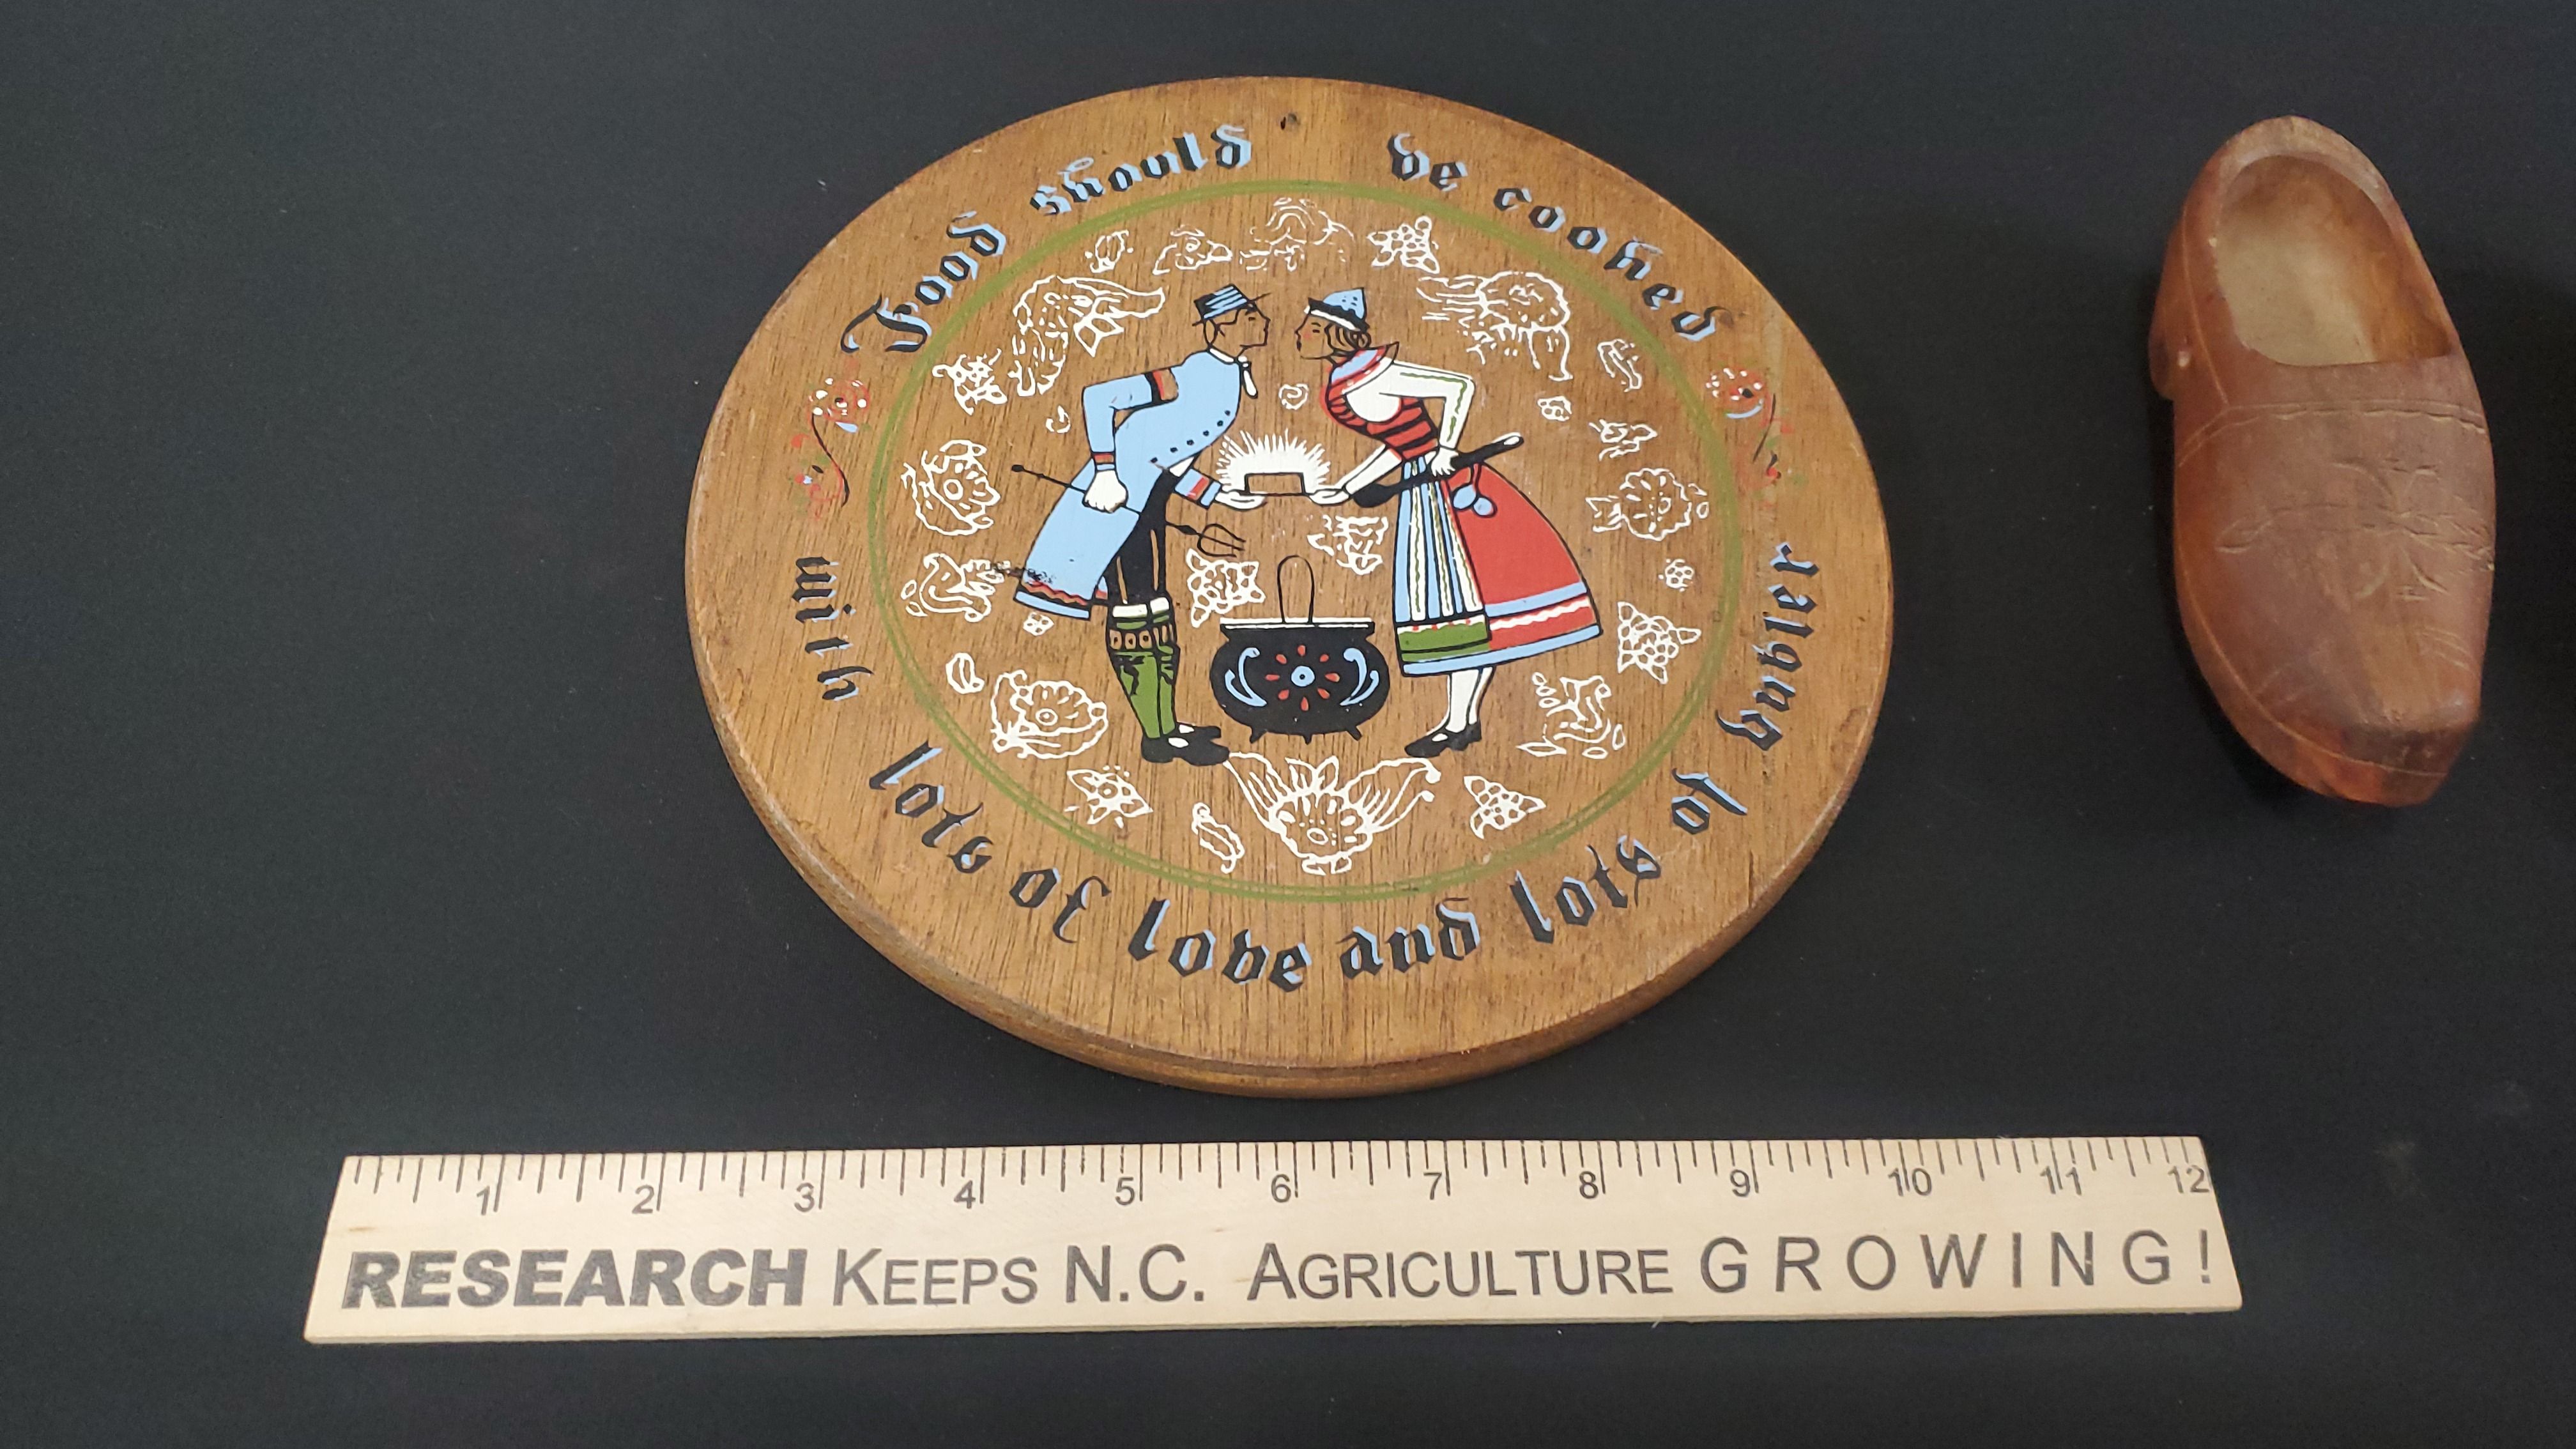 Food should be cooked
with lots of love and lots of hunger
1 2 3 4 5 6 7 8 9 10 11 12
RESEARCH KEEPS N.C. AGRICULTURE GROWING!